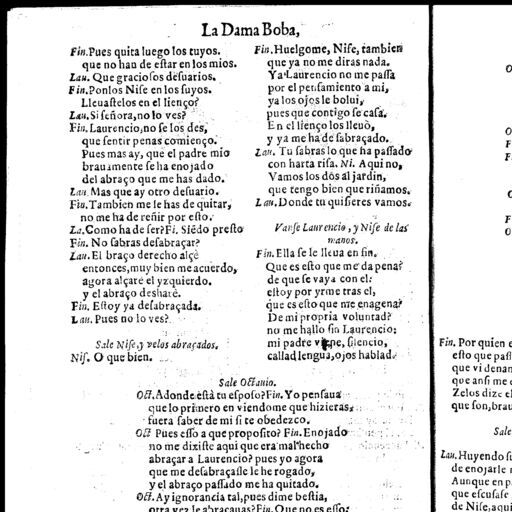 La Dama Boba,
Fin. Pues quita luego los tuyos.
que no han de estar en los mios.
Lau. Que graciosos desuarios.
Fin. Ponlos Nise en los suyos.
Lleuastelos en el lienço?
Lau. Si señora, no lo ves?
Fin. Laurencio, no se los des,
que sentir penas comienço.
Pues mas ay, que el padre mio
brauamente se ha enojado
del abraço que me has dado.
Lau. Mas que ay otro desuario.
Fin. Tambien me le has de quitar,
no me ha de reñir por esto.
La. Como ha de ser? Fi. Siēdo presto
Fin. No sabras desabraçar?
Lau. El braço derecho alçè
entonces, muy bien me acuerdo,
agora alçarè el yzquierdo.
y el abraço desharè.
Fin. Estoy ya desabraçada.
Lau. Pues no lo ves?
Sale Nise, y velos abraçados.
Nis. O que bien.
Fin. Huelgome, Nise, tambien
que ya no me diras nada.
Ya Laurencio no me passa
por el pensamiento a mi,
ya los ojos le bolui,
pues que contigo se casa.
En el lienço los lleuò,
y ya me ha desabraçado.
Lau. Tu sabras lo que ha passado
con harta risa. Ni. Aqui no,
Vamos los dos al jardin,
que tengo bien que riñamos.
Lau. Donde tu quisieres vamos.
Vanse Laurencio, y Nise de las
manos.
Fin. Ella se le lleua en fin.
Que es esto que me da pena?
de que se vaya con el:
estoy por yrme tras el,
que es esto que me enagena?
De mi propria voluntad?
no me hallo sin Laurencio:
mi padre viene, silencio,
callad lengua, ojos hablad.
Sale Octauio.
Oct. Adonde està tu esposo? Fin. Yo pensaua
que lo primero en viendome que hizieras,
fuera saber de mi si te obedezco.
Oct Pues esso a que proposito? Fin. Enojado
no me dixiste aqui que era mal hecho
abraçar a Laurencio? pues yo agora
que me desabraçasse le he rogado,
y el abraço passado me ha quitado.
Oct. Ay ignorancia tal, pues dime bestia,
otra vez le abraçauas? Fin. Que no es esso:
Fin. Por quien e
esto que pass
que vi denan
que ansi me e
Zelos dize el
que son, brau
Sale
Lau. Huyendo su
de enojarle r
Aunque en p
que escusase
de Nise, aqui